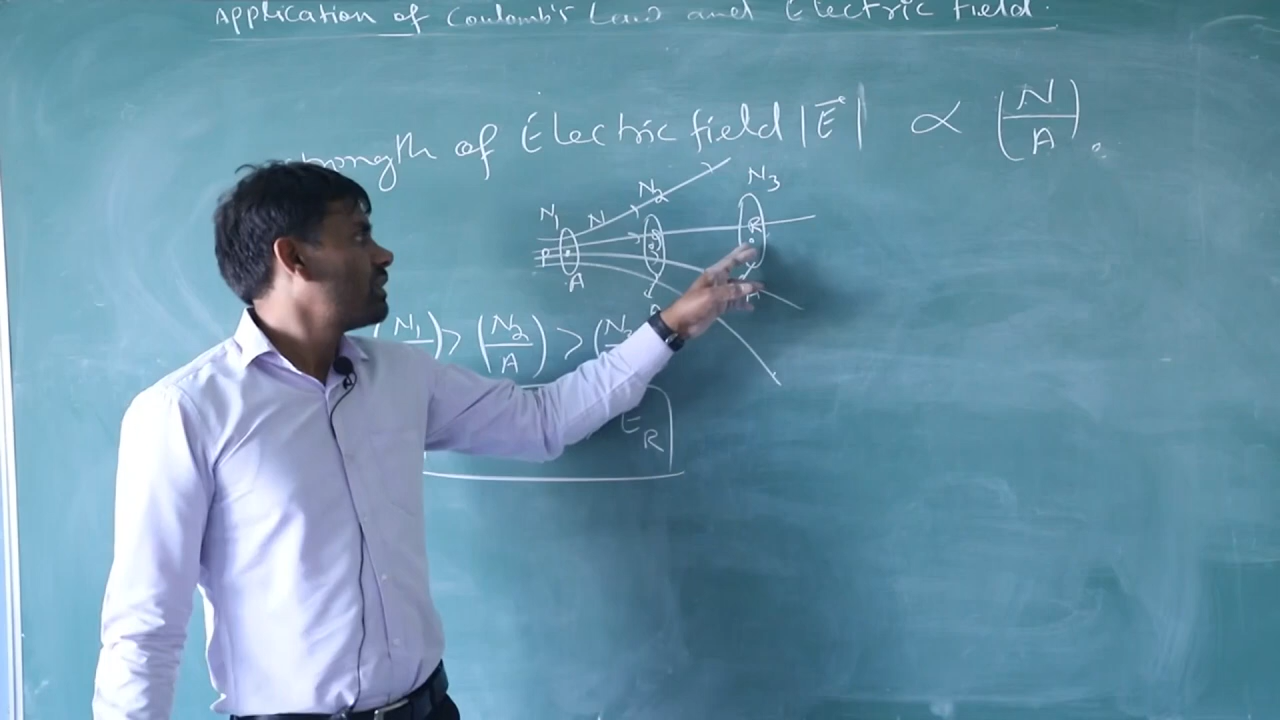 Application of Coulomb's Law and Electric field.
strength of Electric field |E⃗| ∝ (N/A).
N₁ N N₂ N₃
P R
A
(N₁/ ) > (N₂/A) > (N₃
E_R